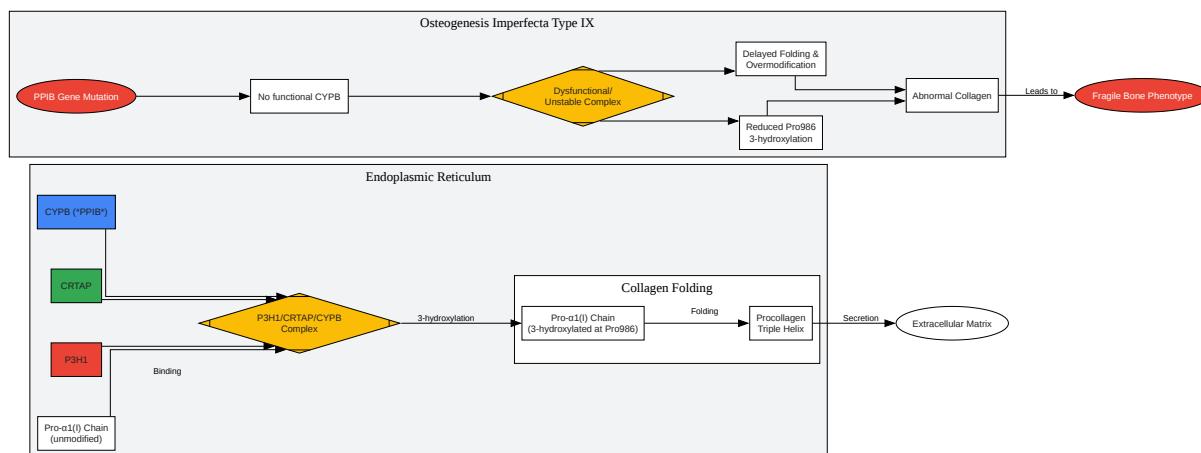 Osteogenesis Imperfecta Type IX
PPIB Gene Mutation
No functional CYPB
Dysfunctional/
Unstable Complex
Delayed Folding &
Overmodification
Reduced Pro986
3-hydroxylation
Abnormal Collagen
Leads to
Fragile Bone Phenotype
Endoplasmic Reticulum
CYPB (*PPIB*)
CRTAP
P3H1
Pro-α1(I) Chain
(unmodified)
Binding
P3H1/CRTAP/CYPB
Complex
3-hydroxylation
Collagen Folding
Pro-α1(I) Chain
(3-hydroxylated at Pro986)
Folding
Procollagen
Triple Helix
Secretion
Extracellular Matrix